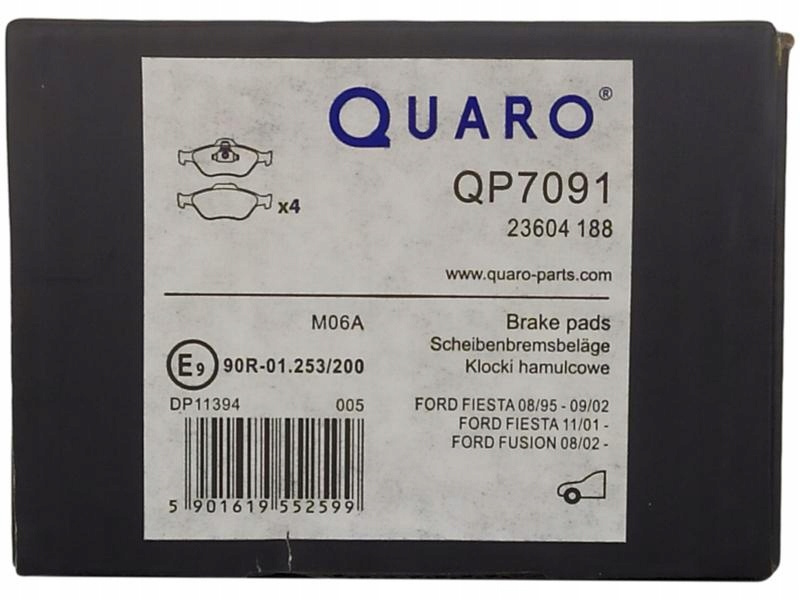 QUARO®
x4
QP7091
23604 188
www.quaro-parts.com
M06A
Brake pads
Scheibenbremsbeläge
Klocki hamulcowe
E9 90R-01.253/200
DP11394 005
FORD FIESTA 08/95 - 09/02
FORD FIESTA 11/01 -
FORD FUSION 08/02 -
5 901619 552599